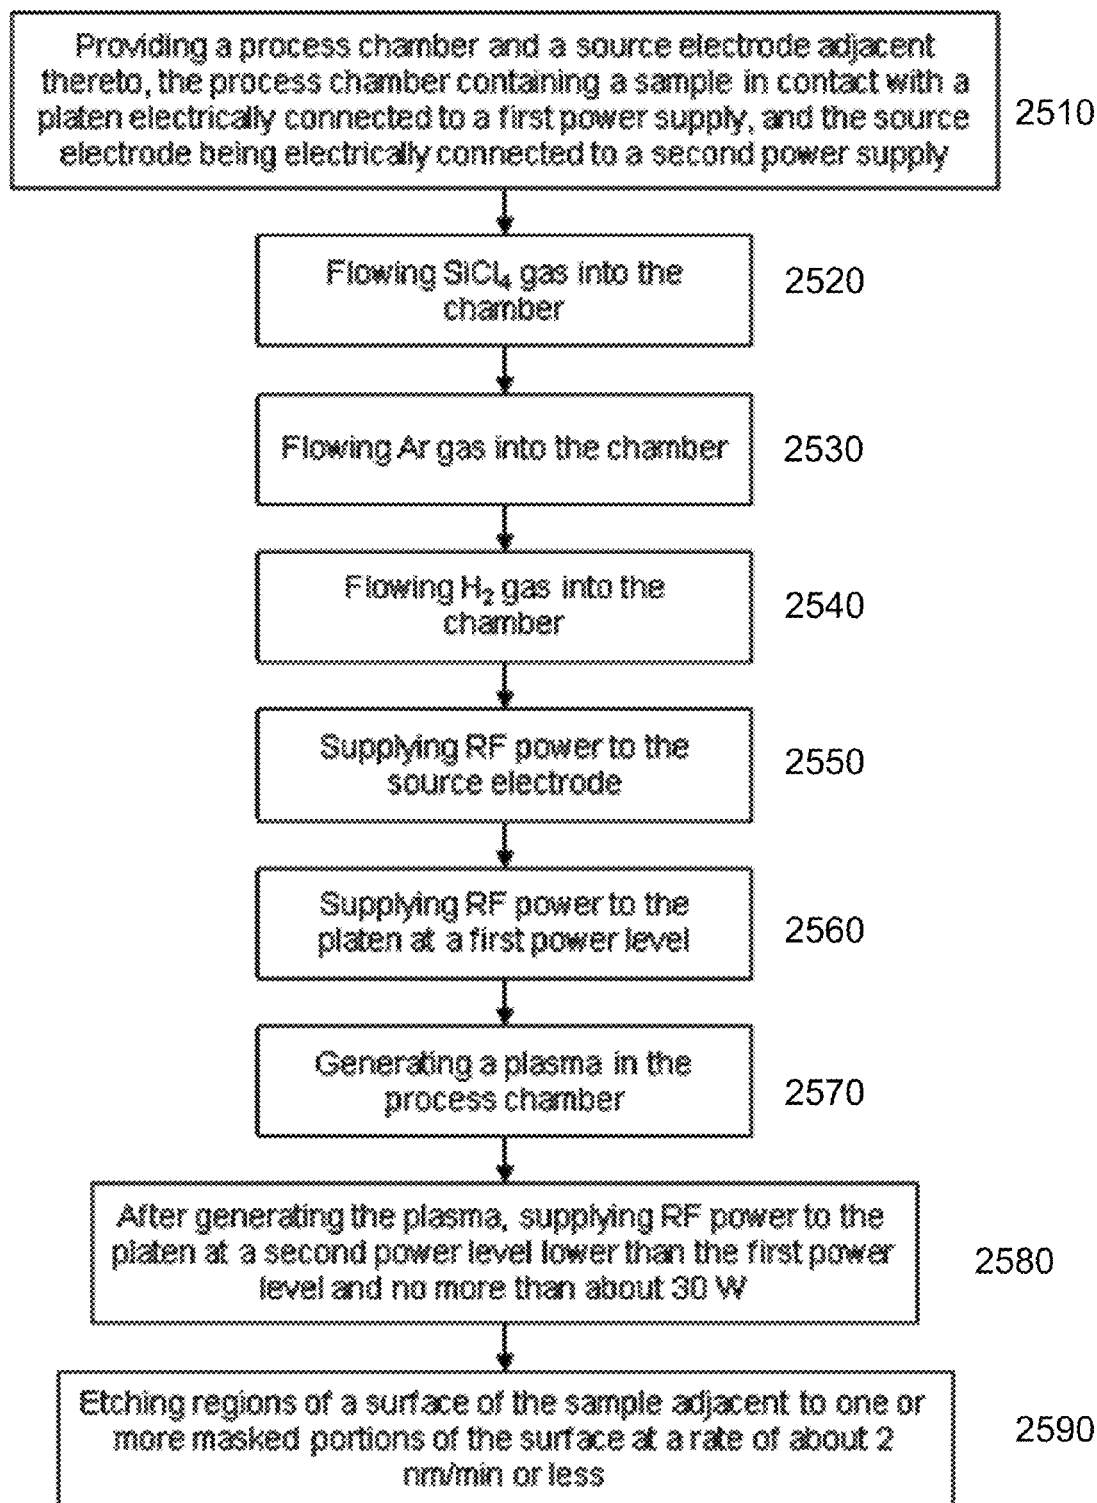 Providing a process chamber and a source electrode adjacent
thereto, the process chamber containing a sample in contact with a
platen electrically connected to a first power supply, and the source
electrode being electrically connected to a second power supply
2510
Flowing SiCl₄ gas into the
chamber
2520
Flowing Ar gas into the chamber
2530
Flowing H₂ gas into the
chamber
2540
Supplying RF power to the
source electrode
2550
Supplying RF power to the
platen at a first power level
2560
Generating a plasma in the
process chamber
2570
After generating the plasma, supplying RF power to the
platen at a second power level lower than the first power
level and no more than about 30 W
2580
Etching regions of a surface of the sample adjacent to one or
more masked portions of the surface at a rate of about 2
nm/min or less
2590